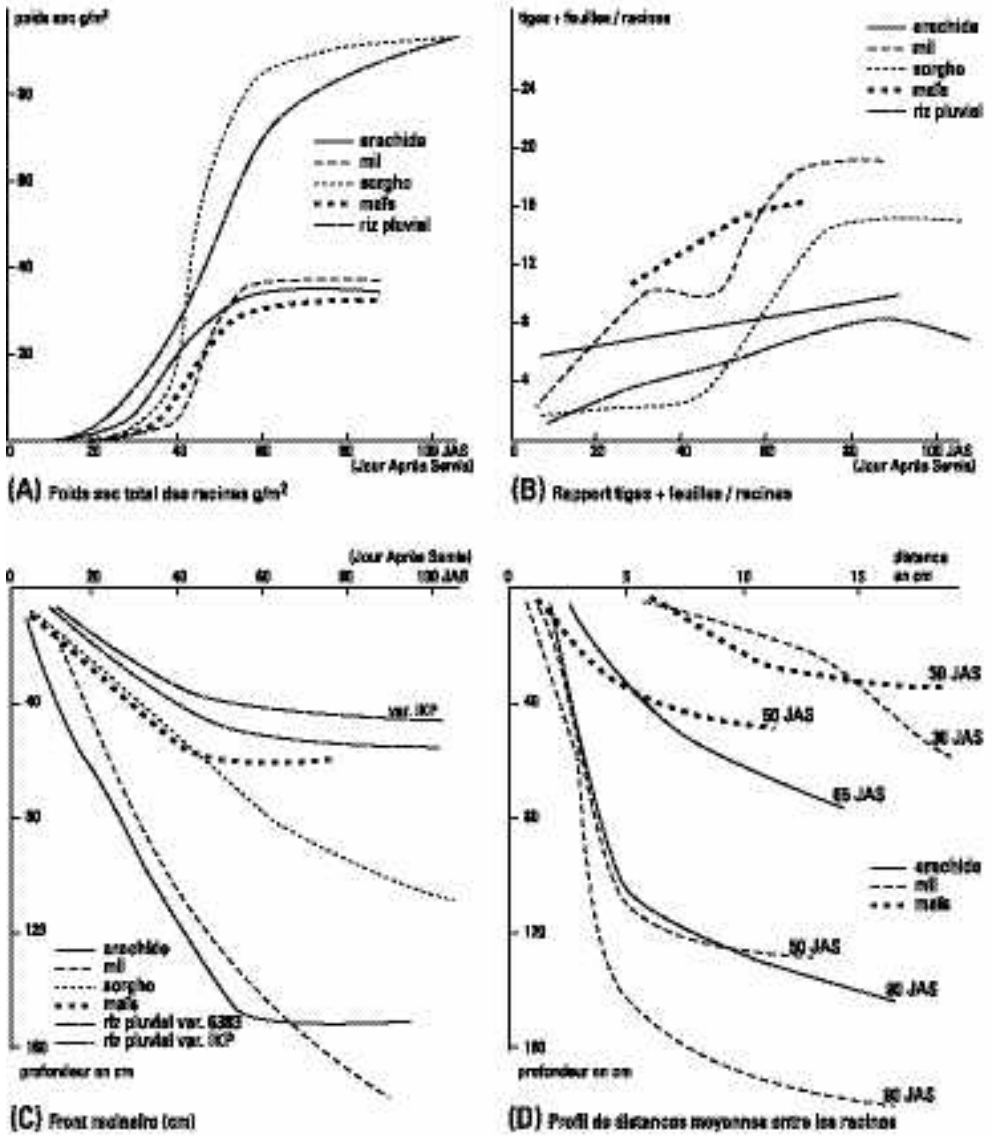 poids sec g/m²
80
60
40
20
0 20 40 60 80 100 JAS
(Jour Après Semis)
arachide
mil
sorgho
maïs
riz pluvial
(A) Poids sec total des racines g/m²
tiges + feuilles / racines
24
20
16
12
8
4
0 20 40 60 80 100 JAS
(Jour Après Semis)
arachide
mil
sorgho
maïs
riz pluvial
(B) Rapport tiges + feuilles / racines
(Jour Après Semis)
0 20 40 60 80 100 JAS
40
80
120
160
var. IKP
arachide
mil
sorgho
maïs
riz pluvial var. 6383
riz pluvial var. IKP
profondeur en cm
(C) Front racinaire (cm)
distance
0 5 10 15 en cm
40
80
120
160
50 JAS
50 JAS
65 JAS
arachide
mil
maïs
50 JAS
80 JAS
80 JAS
profondeur en cm
(D) Profil de distances moyennes entre les racines